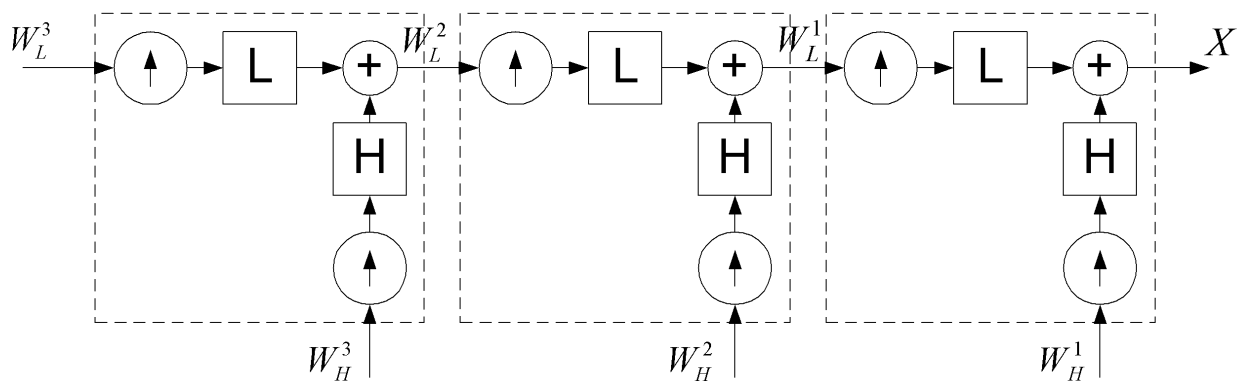 W_L^3 L + W_L^2 L + W_L^1 L + X
H H H
W_H^3 W_H^2 W_H^1